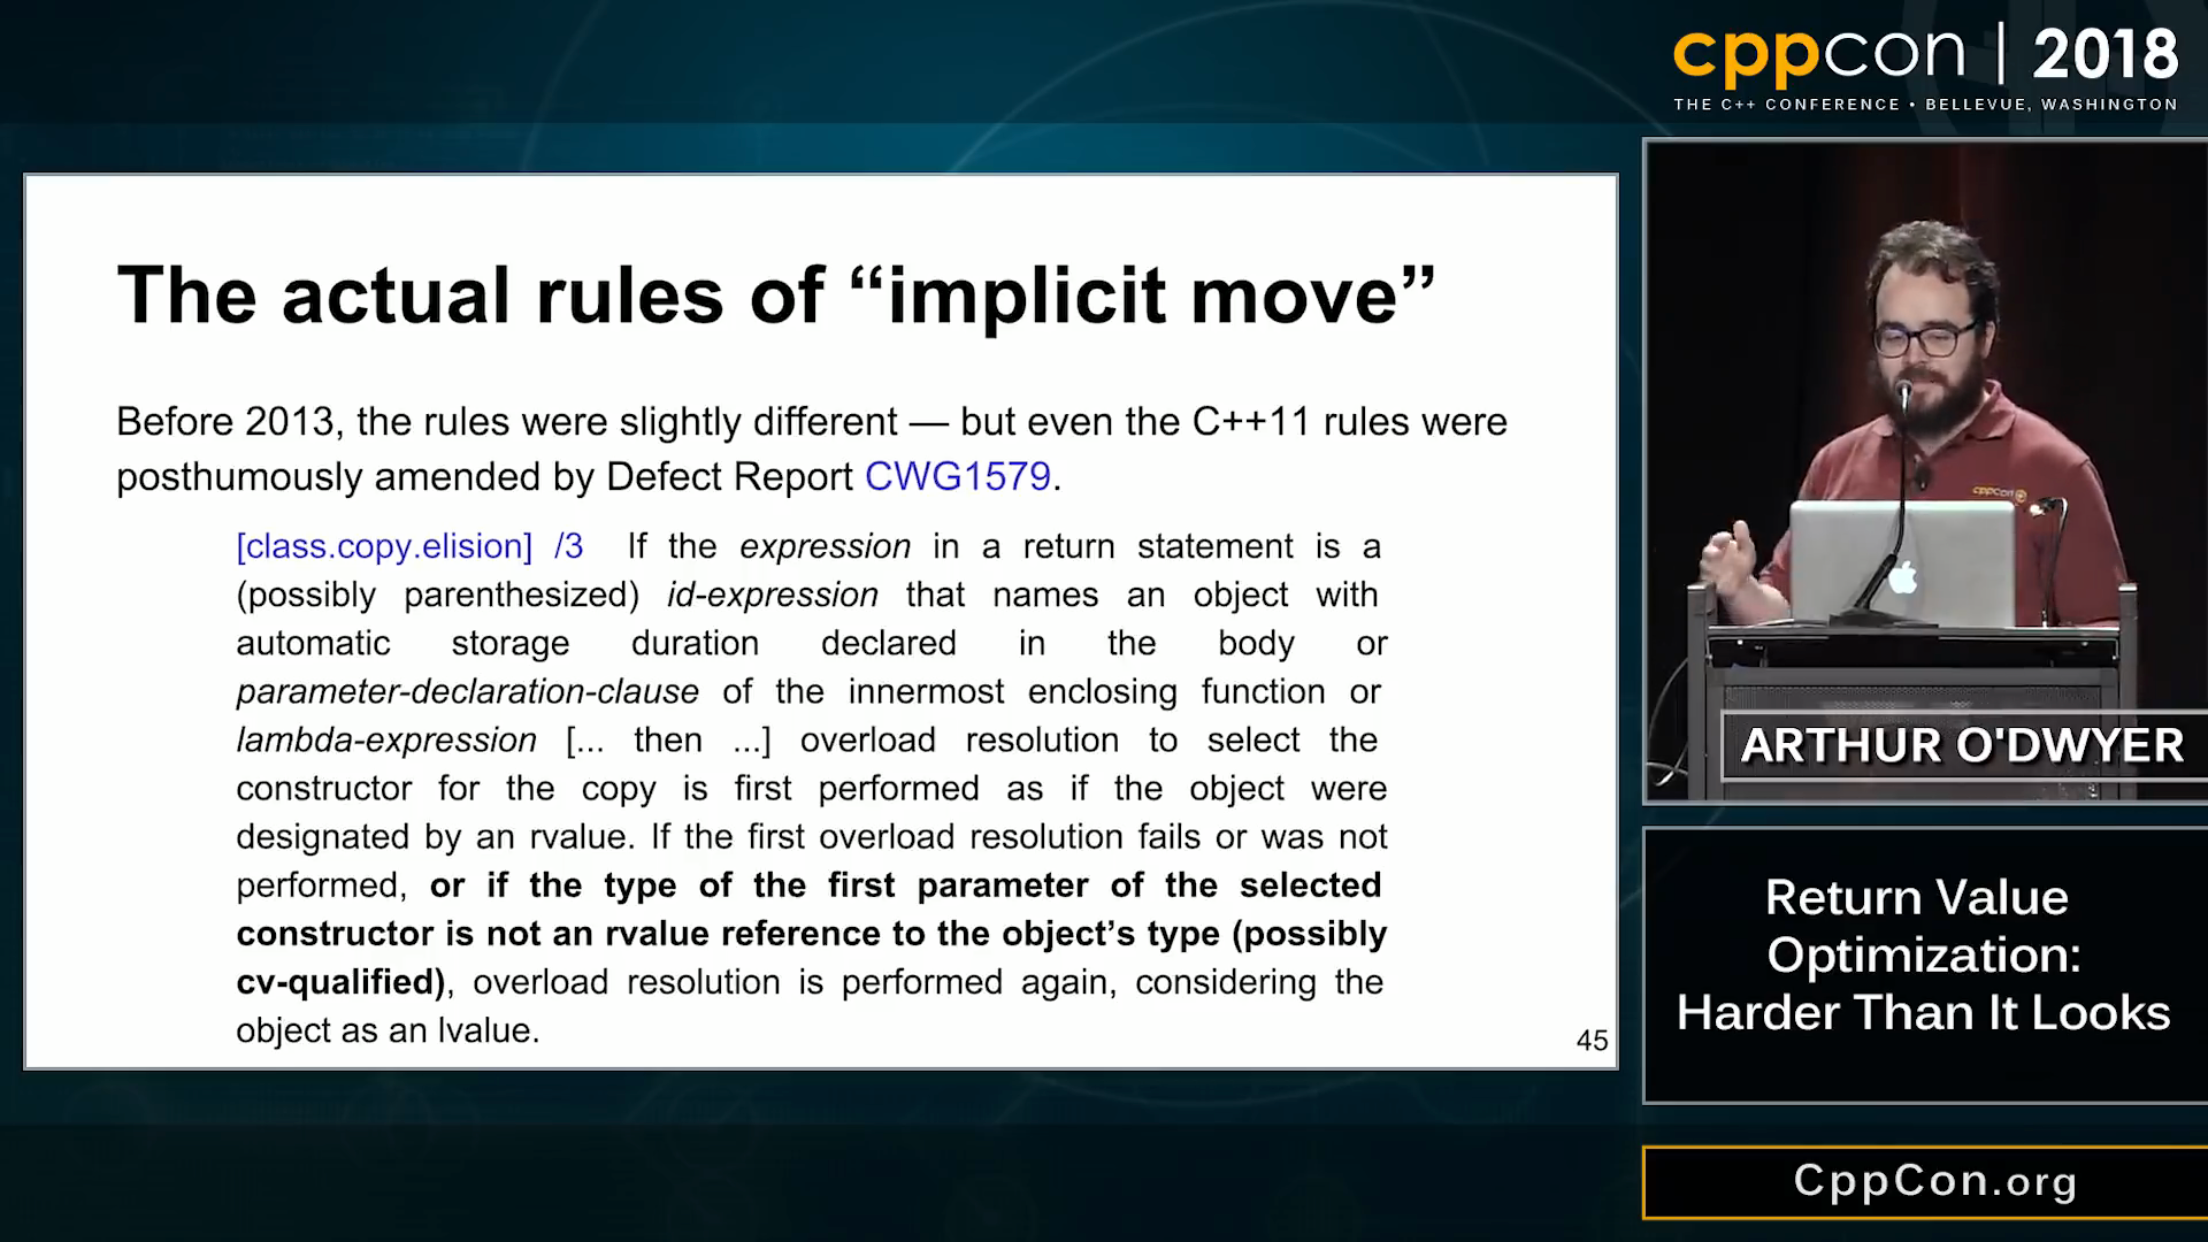 cppcon | 2018
THE C++ CONFERENCE • BELLEVUE, WASHINGTON
The actual rules of “implicit move”
Before 2013, the rules were slightly different — but even the C++11 rules were
posthumously amended by Defect Report CWG1579.
[class.copy.elision] /3 If the expression in a return statement is a
(possibly parenthesized) id-expression that names an object with
automatic storage duration declared in the body or
parameter-declaration-clause of the innermost enclosing function or
lambda-expression [... then ...] overload resolution to select the
constructor for the copy is first performed as if the object were
designated by an rvalue. If the first overload resolution fails or was not
performed, or if the type of the first parameter of the selected
constructor is not an rvalue reference to the object’s type (possibly
cv-qualified), overload resolution is performed again, considering the
object as an lvalue.
45
cppcon
ARTHUR O'DWYER
Return Value
Optimization:
Harder Than It Looks
CppCon.org